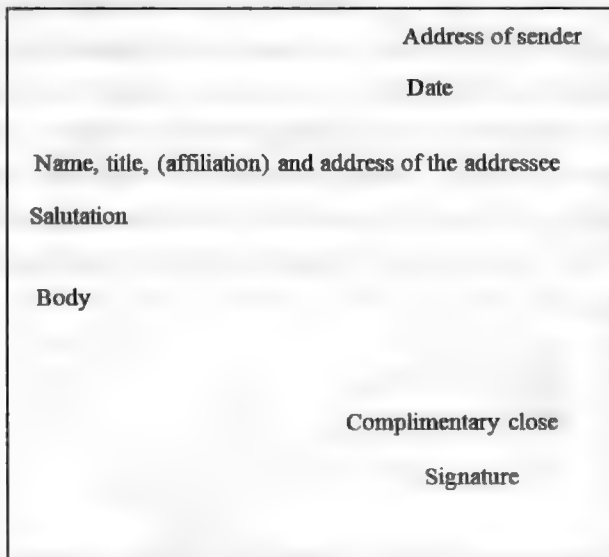 Address of sender
Date
Name, title, (affiliation) and address of the addressee
Salutation
Body
Complimentary close
Signature